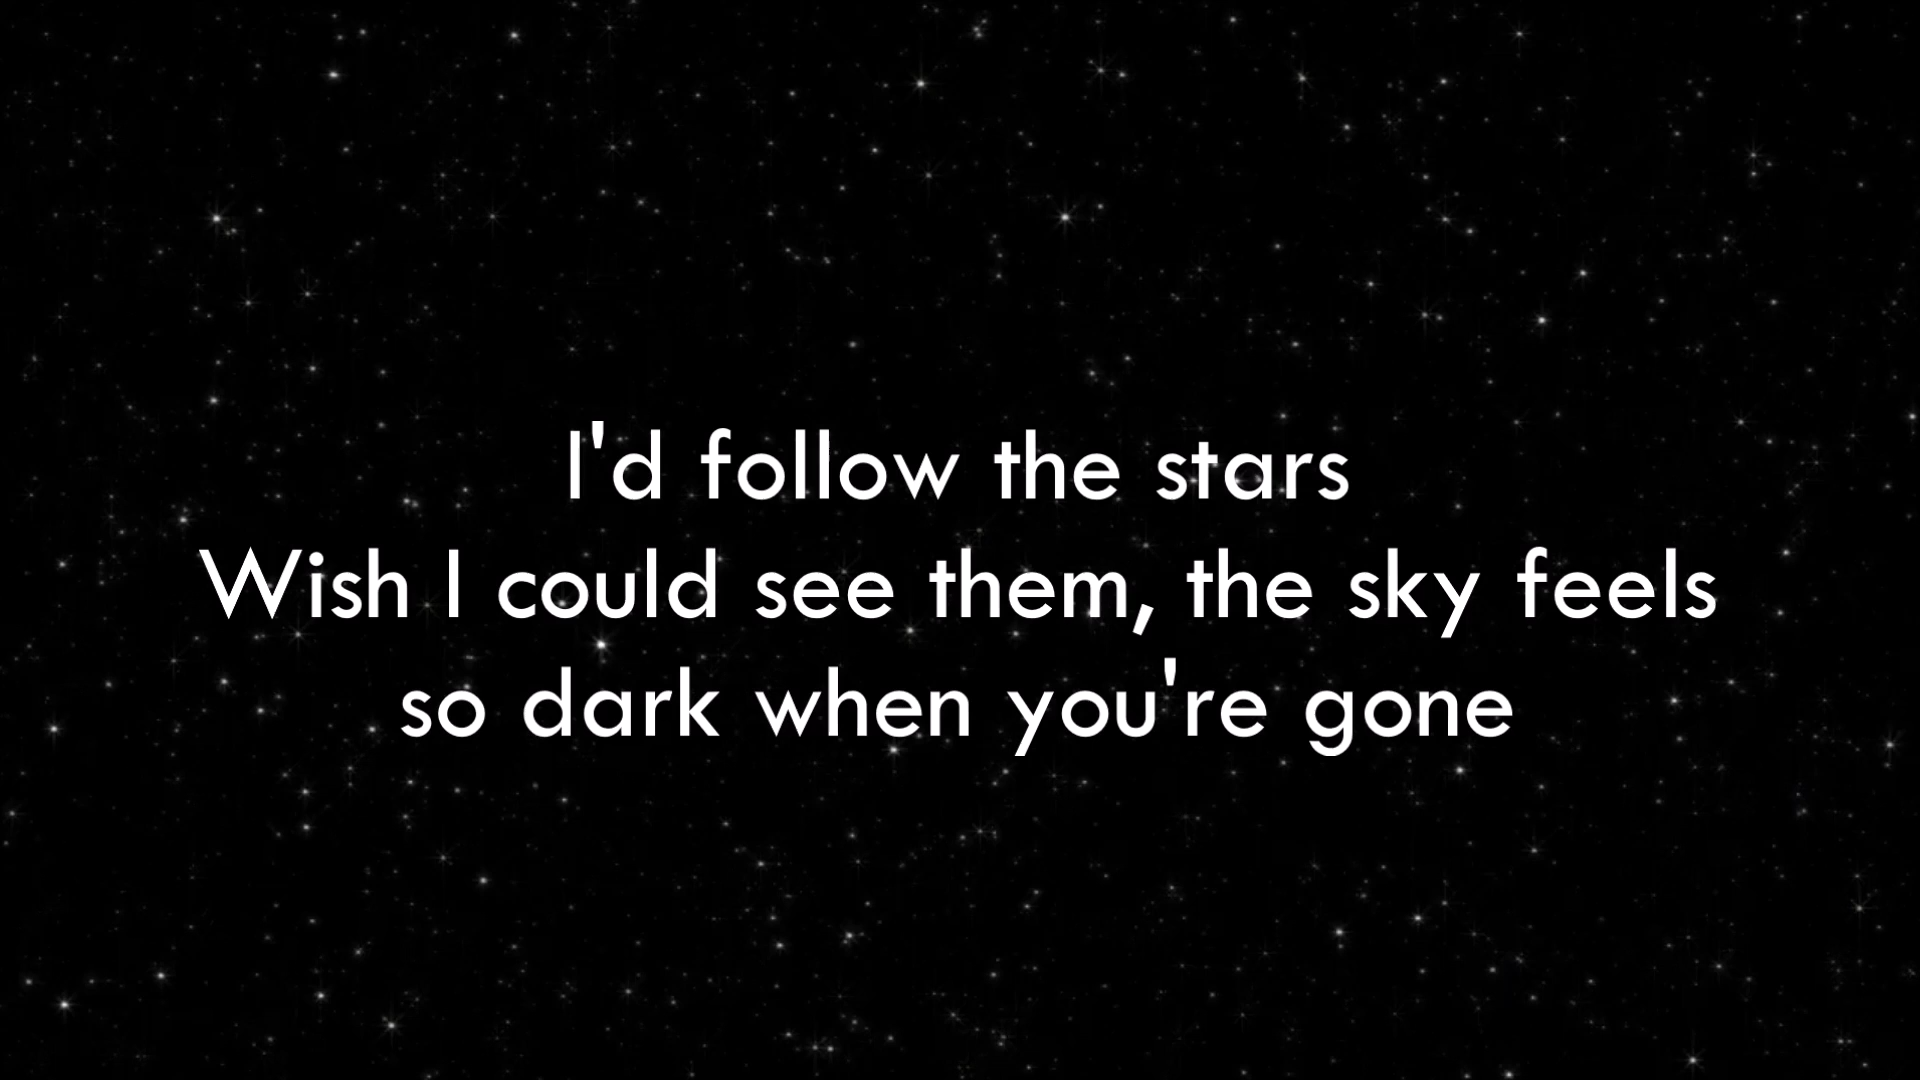 I'd follow the stars
Wish I could see them, the sky feels
so dark when you're gone